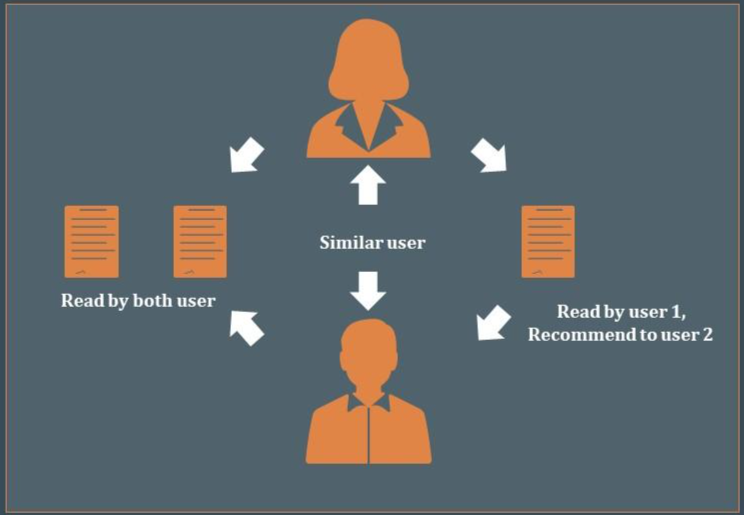 Similar user
Read by both user
Read by user 1,
Recommend to user 2